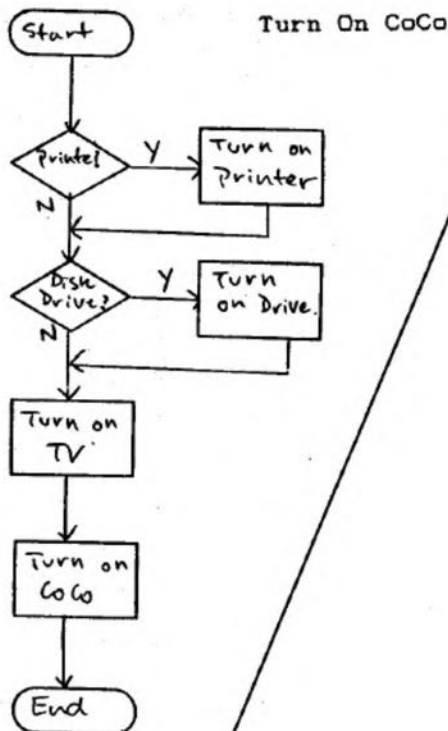 Turn On CoCo
Start
Print?
Y
Turn on
Printer
N
Disk
Drive?
Y
Turn
on Drive.
N
Turn on
TV
Turn on
CoCo
End